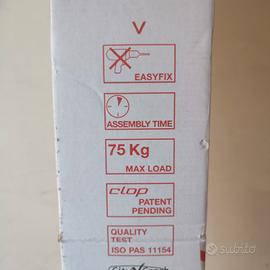 V
EASYFIX
ASSEMBLY TIME
75 Kg
MAX LOAD
clop
PATENT
PENDING
QUALITY
TEST
ISO PAS 11154
subito